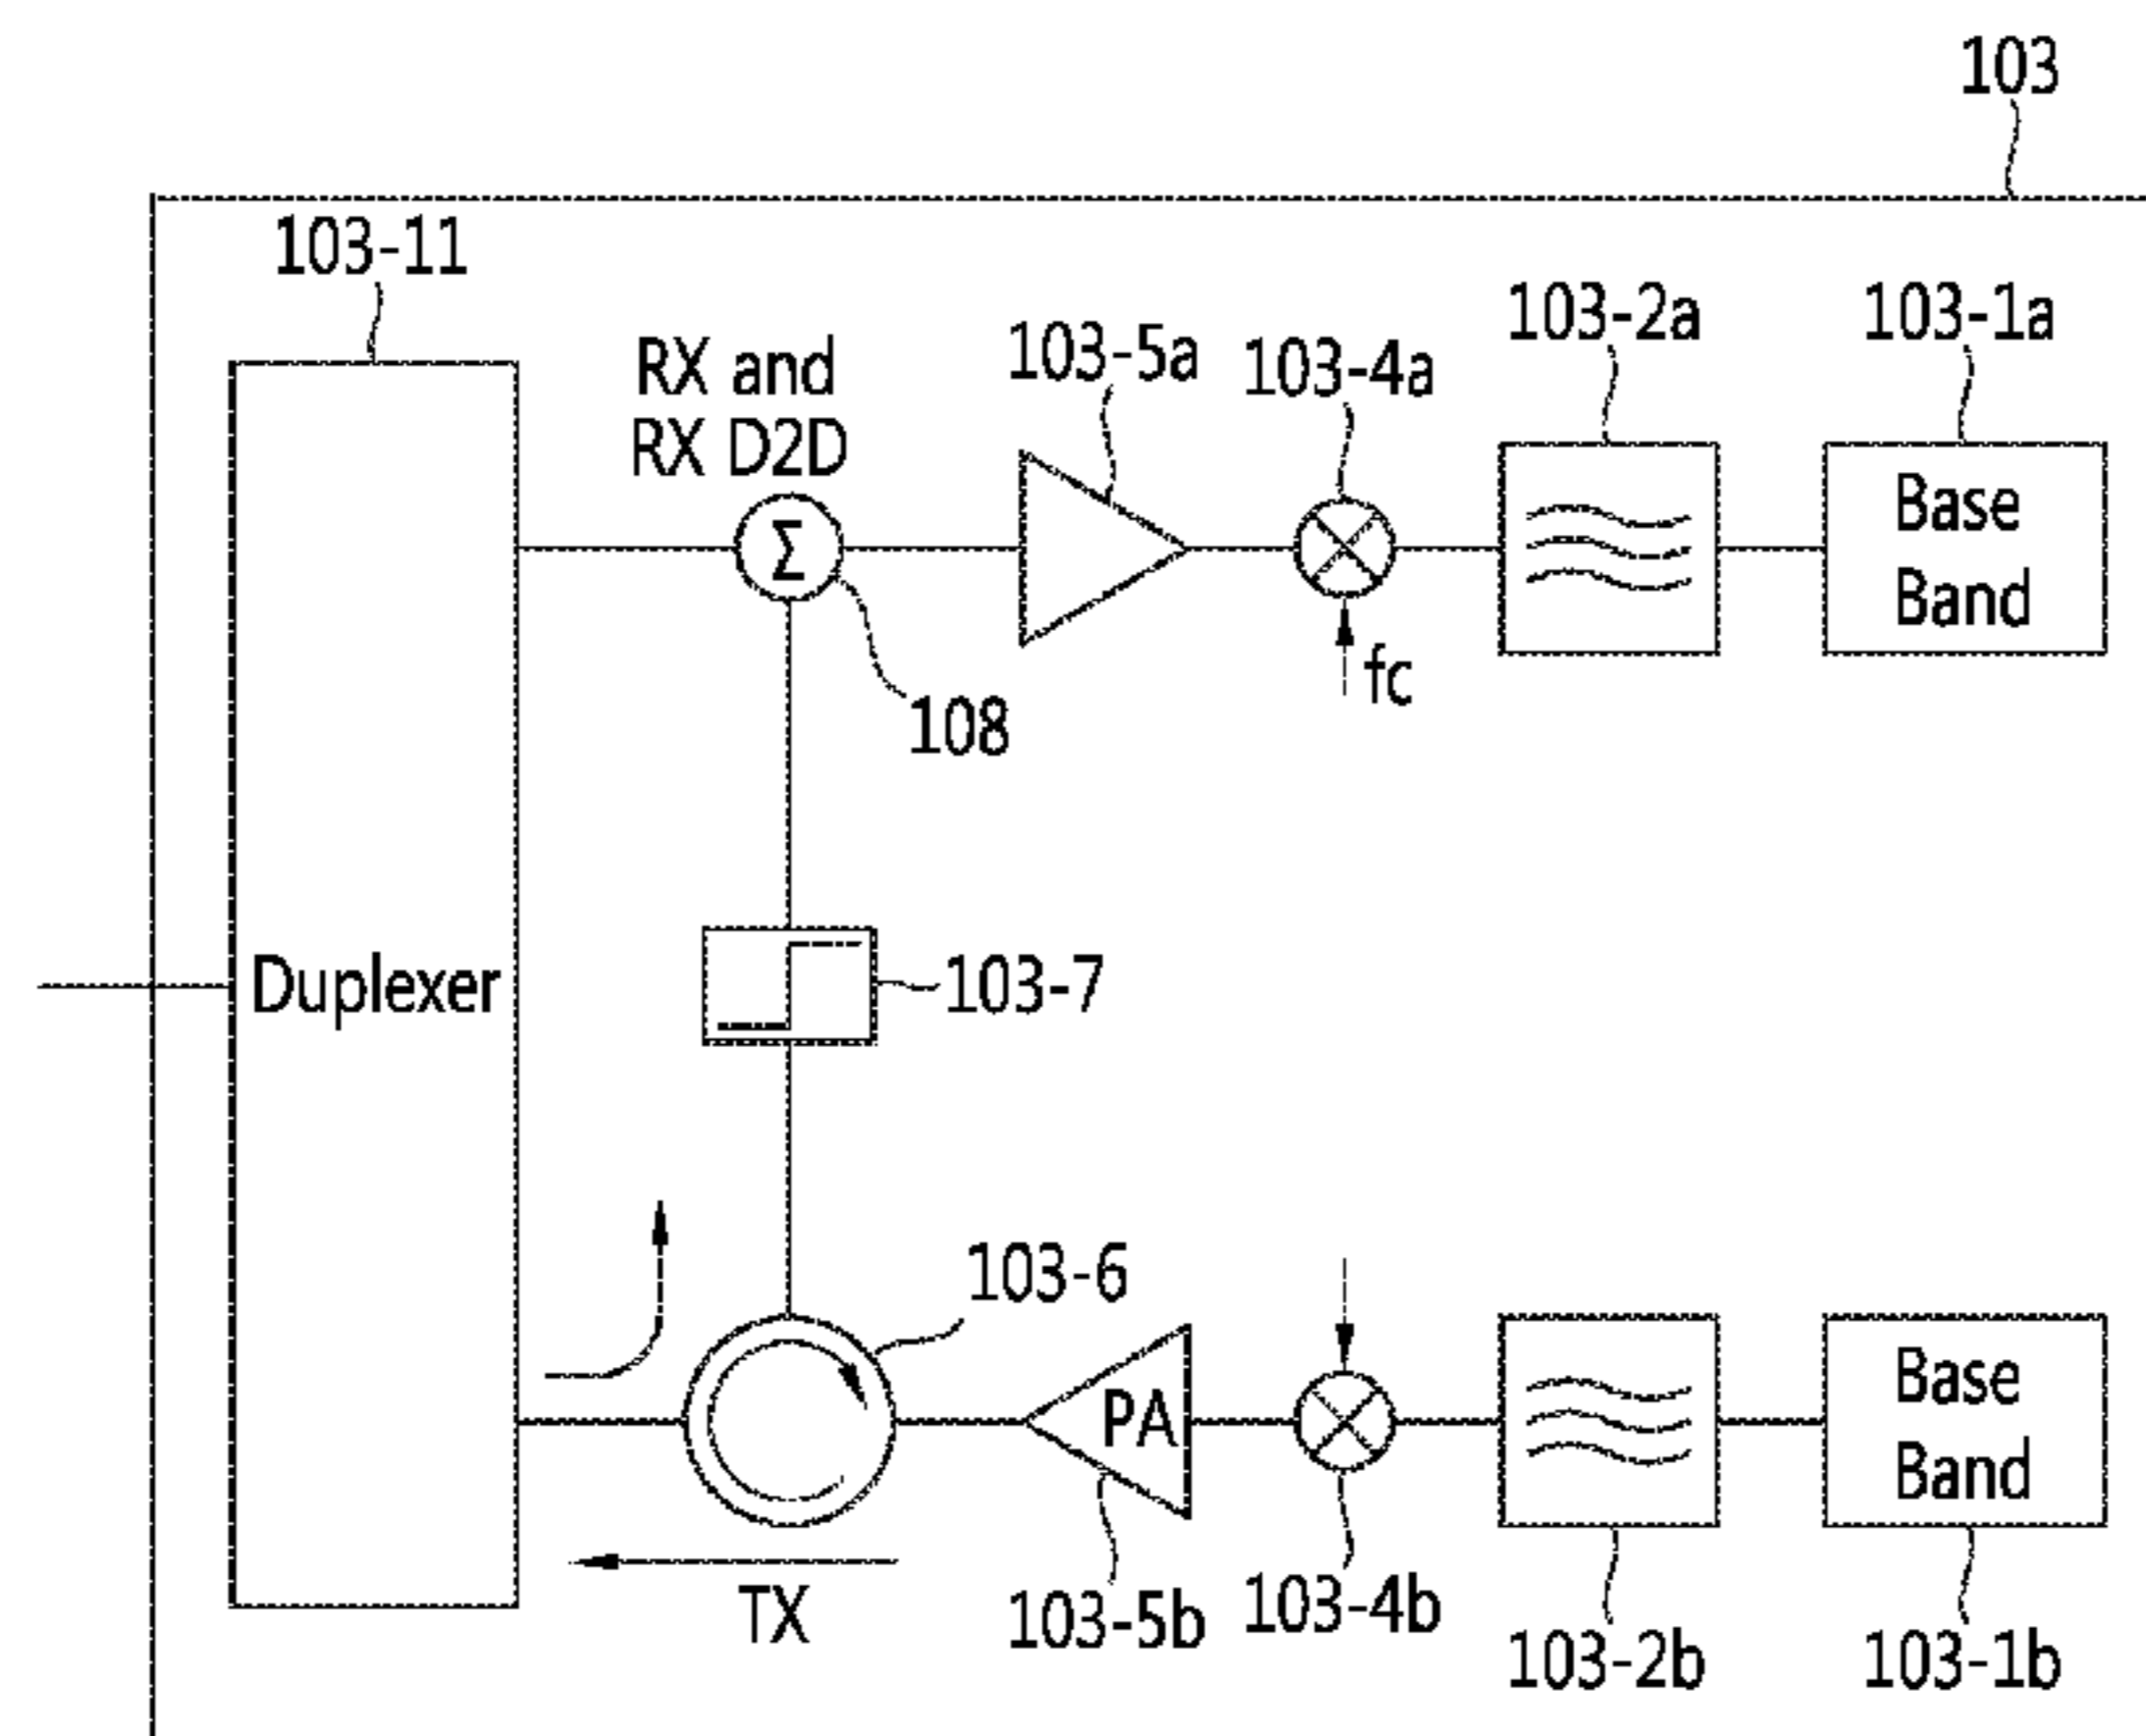 103
103-11
RX and
RX D2D
103-5a
103-4a
103-2a
103-1a
Σ
Base
Band
fc
108
Duplexer
103-7
103-6
PA
Base
Band
TX
103-5b
103-4b
103-2b
103-1b